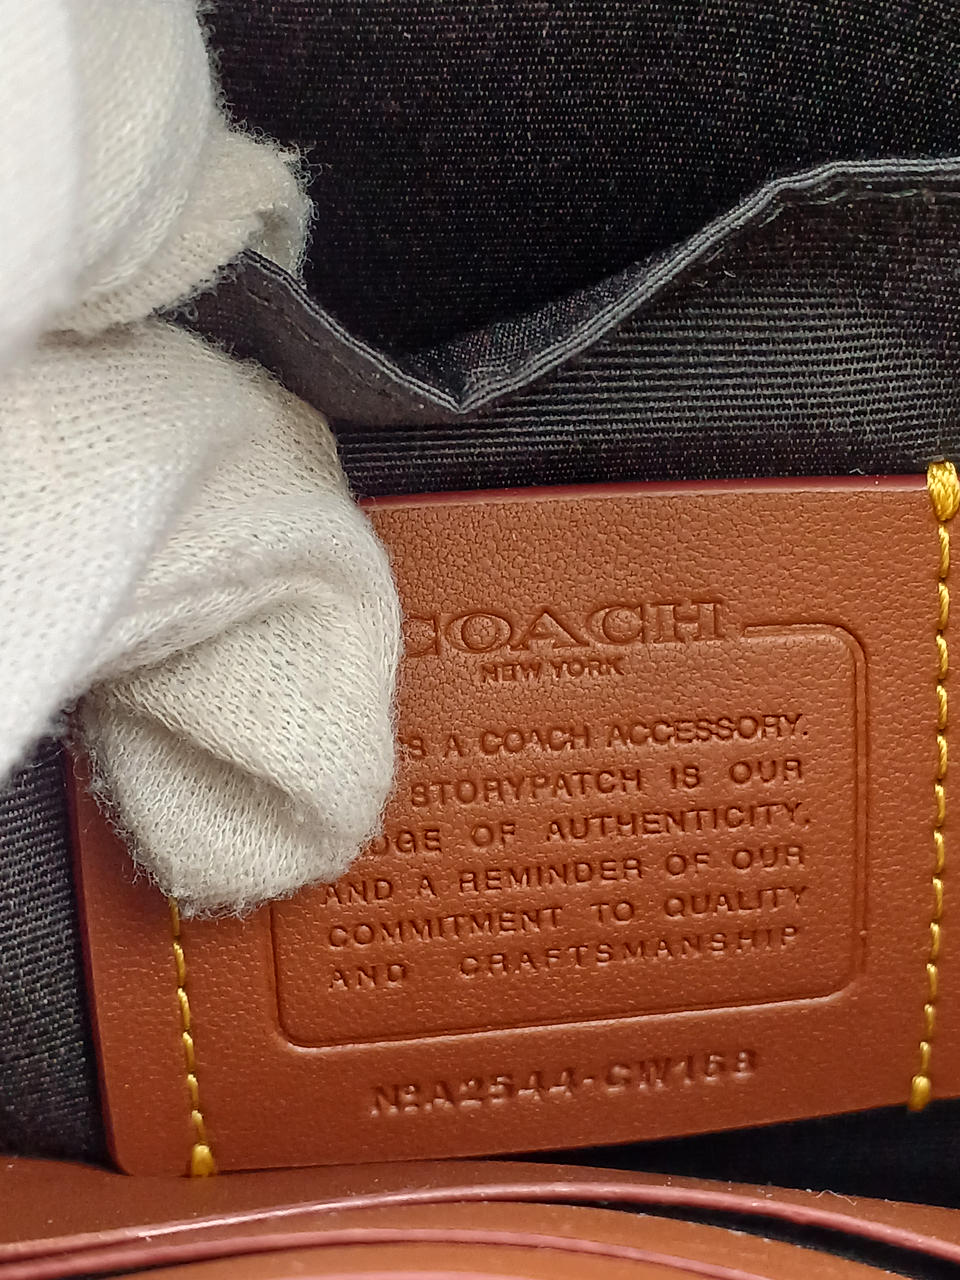 COACH
NEW YORK
A COACH ACCESSORY.
STORYPATCH IS OUR
OF AUTHENTICITY,
AND A REMINDER OF OUR
COMMITMENT TO QUALITY
AND CRAFTSMANSHIP
Nº.A2544-CW168